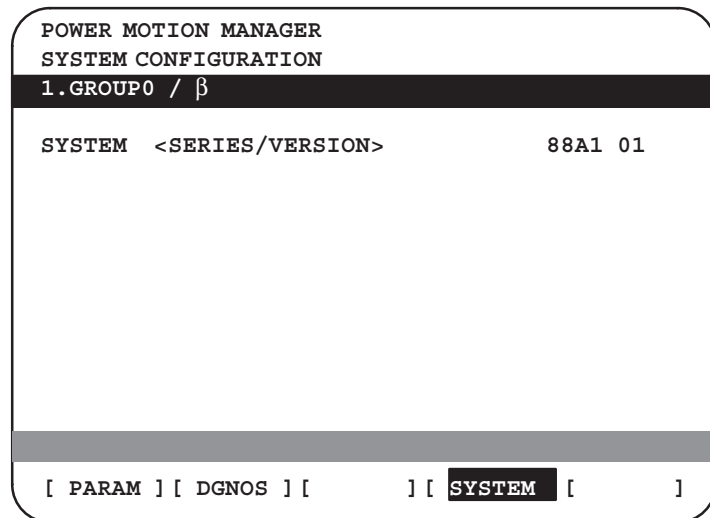 POWER MOTION MANAGER
SYSTEM CONFIGURATION
1.GROUP0 / β
SYSTEM <SERIES/VERSION> 88A1 01
[ PARAM ] [ DGNOS ] [ ] [ SYSTEM [ ]